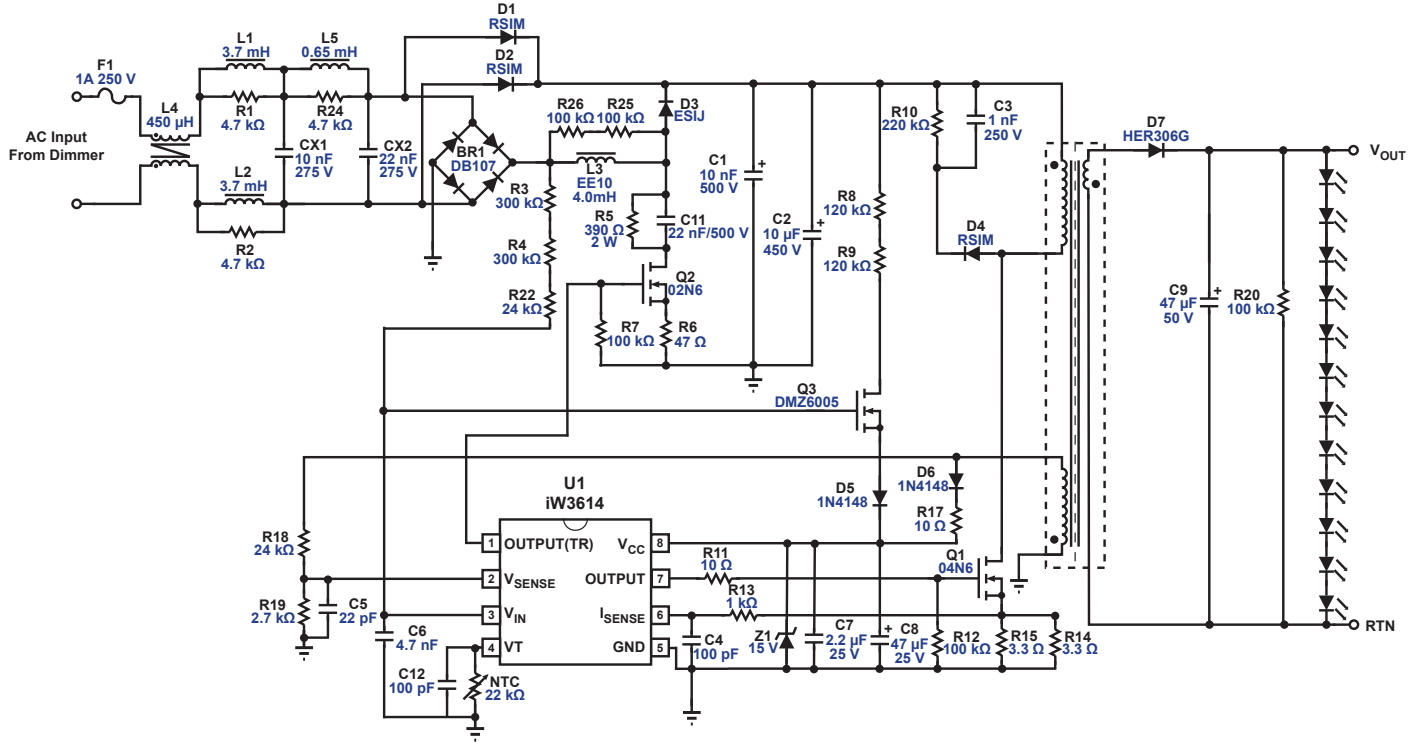 D1
RSIM
D2
RSIM
L1
3.7 mH
L5
0.65 mH
F1
1A 250 V
L4
450 µH
R1
4.7 kΩ
R24
4.7 kΩ
AC Input
From Dimmer
CX1
10 nF
275 V
CX2
22 nF
275 V
L2
3.7 mH
R2
4.7 kΩ
BR1
DB107
R26
100 kΩ
R25
100 kΩ
D3
ESIJ
L3
EE10
4.0mH
R3
300 kΩ
R4
300 kΩ
R22
24 kΩ
R5
390 Ω
2 W
C11
22 nF/500 V
Q2
02N6
R7
100 kΩ
R6
47 Ω
C1
10 nF
500 V
+
C2
10 µF
450 V
+
R8
120 kΩ
R9
120 kΩ
R10
220 kΩ
C3
1 nF
250 V
D4
RSIM
D7
HER306G
VOUT
C9
47 µF
50 V
+
R20
100 kΩ
RTN
Q3
DMZ6005
D5
1N4148
D6
1N4148
R17
10 Ω
U1
iW3614
1
OUTPUT(TR)
2
VSENSE
3
VIN
4
VT
VCC
8
OUTPUT
7
ISENSE
6
GND
5
R18
24 kΩ
R19
2.7 kΩ
C5
22 pF
C6
4.7 nF
C12
100 pF
NTC
22 kΩ
R11
10 Ω
R13
1 kΩ
Q1
04N6
C4
100 pF
Z1
15 V
C7
2.2 µF
25 V
+
C8
47 µF
25 V
R12
100 kΩ
R15
3.3 Ω
R14
3.3 Ω